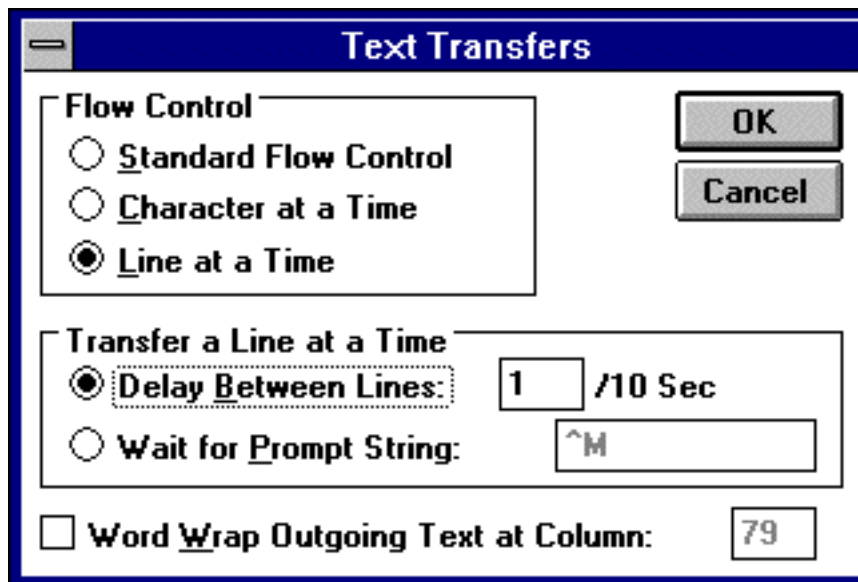 Text Transfers
Flow Control
Standard Flow Control
Character at a Time
Line at a Time
OK
Cancel
Transfer a Line at a Time
Delay Between Lines: 1 /10 Sec
Wait for Prompt String: ^M
Word Wrap Outgoing Text at Column: 79